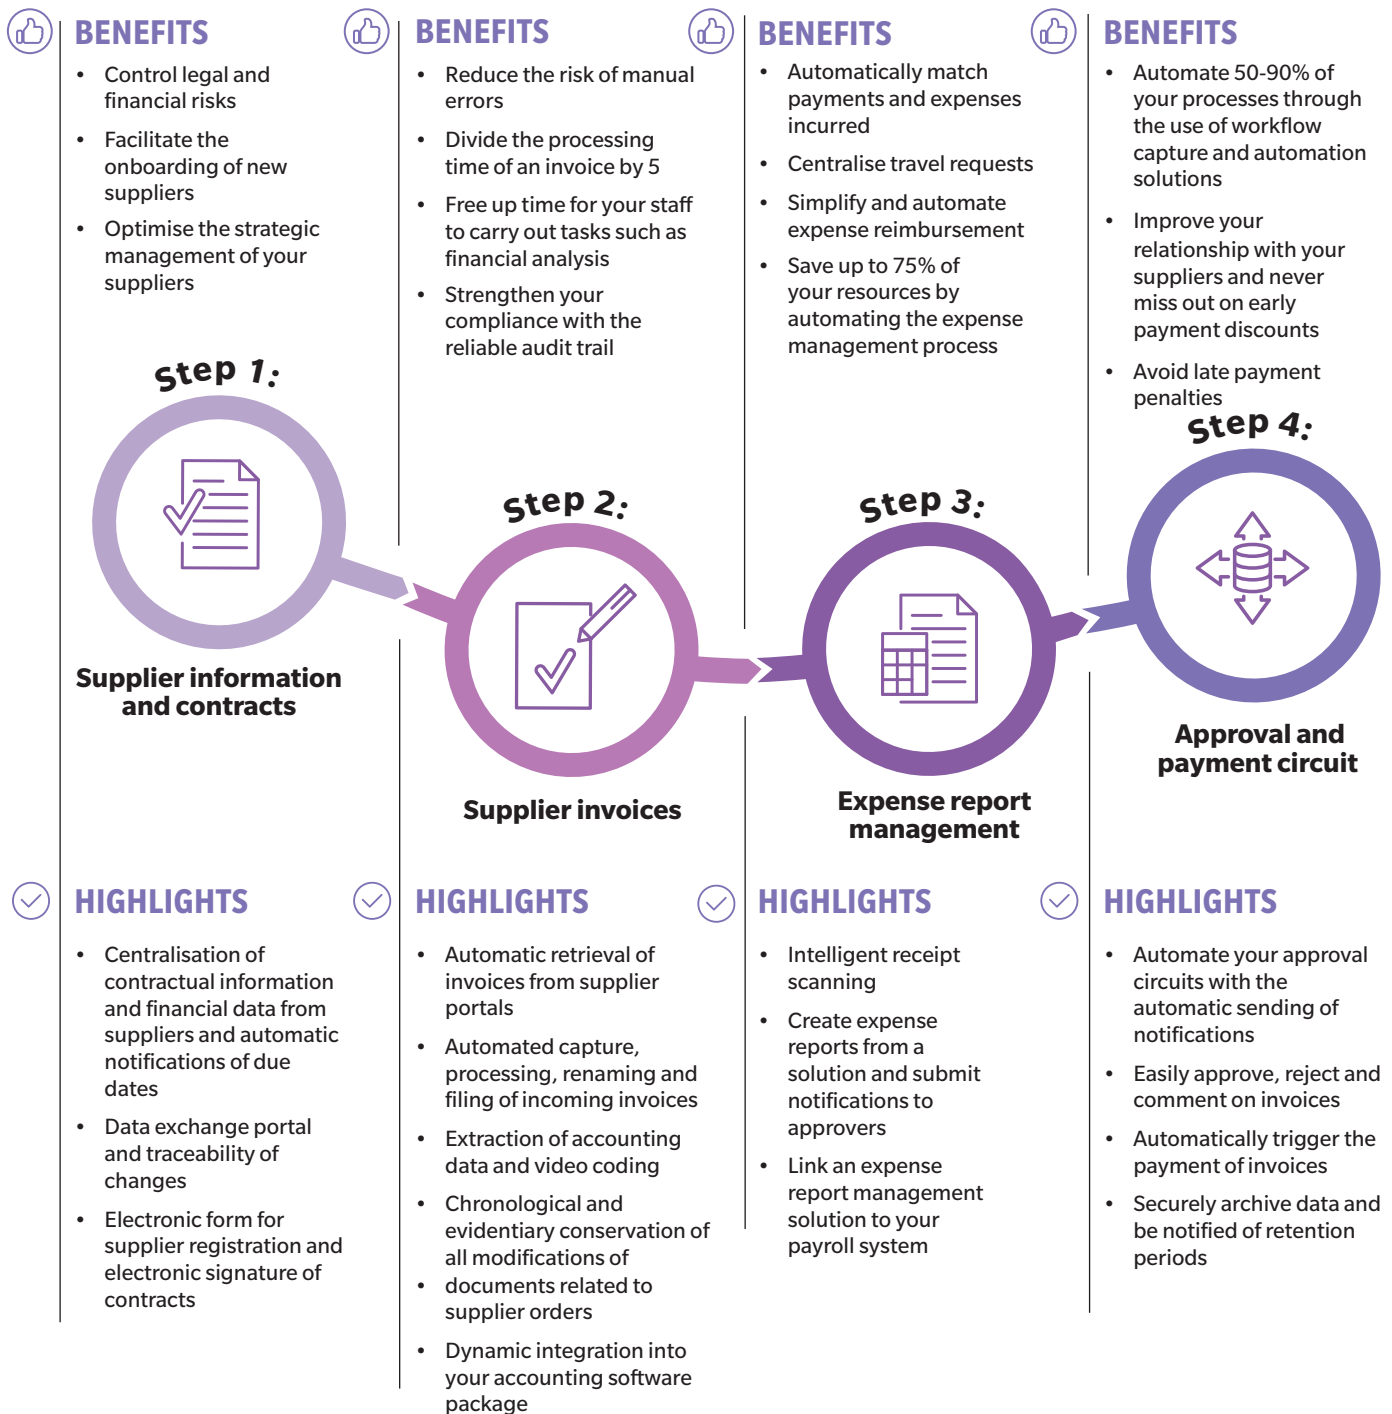 BENEFITS
• Control legal and
financial risks
• Facilitate the
onboarding of new
suppliers
• Optimise the strategic
management of your
suppliers
Step 1:
Supplier information
and contracts
HIGHLIGHTS
• Centralisation of
contractual information
and financial data from
suppliers and automatic
notifications of due
dates
• Data exchange portal
and traceability of
changes
• Electronic form for
supplier registration and
electronic signature of
contracts
BENEFITS
• Reduce the risk of manual
errors
• Divide the processing
time of an invoice by 5
• Free up time for your staff
to carry out tasks such as
financial analysis
• Strengthen your
compliance with the
reliable audit trail
Step 2:
Supplier invoices
HIGHLIGHTS
• Automatic retrieval of
invoices from supplier
portals
• Automated capture,
processing, renaming and
filing of incoming invoices
• Extraction of accounting
data and video coding
• Chronological and
evidentiary conservation of
all modifications of
• documents related to
supplier orders
• Dynamic integration into
your accounting software
package
BENEFITS
• Automatically match
payments and expenses
incurred
• Centralise travel requests
• Simplify and automate
expense reimbursement
• Save up to 75% of
your resources by
automating the expense
management process
Step 3:
Expense report
management
HIGHLIGHTS
• Intelligent receipt
scanning
• Create expense
reports from a
solution and submit
notifications to
approvers
• Link an expense
report management
solution to your
payroll system
BENEFITS
• Automate 50-90% of
your processes through
the use of workflow
capture and automation
solutions
• Improve your
relationship with your
suppliers and never
miss out on early
payment discounts
• Avoid late payment
penalties
Step 4:
Approval and
payment circuit
HIGHLIGHTS
• Automate your approval
circuits with the
automatic sending of
notifications
• Easily approve, reject and
comment on invoices
• Automatically trigger the
payment of invoices
• Securely archive data and
be notified of retention
periods